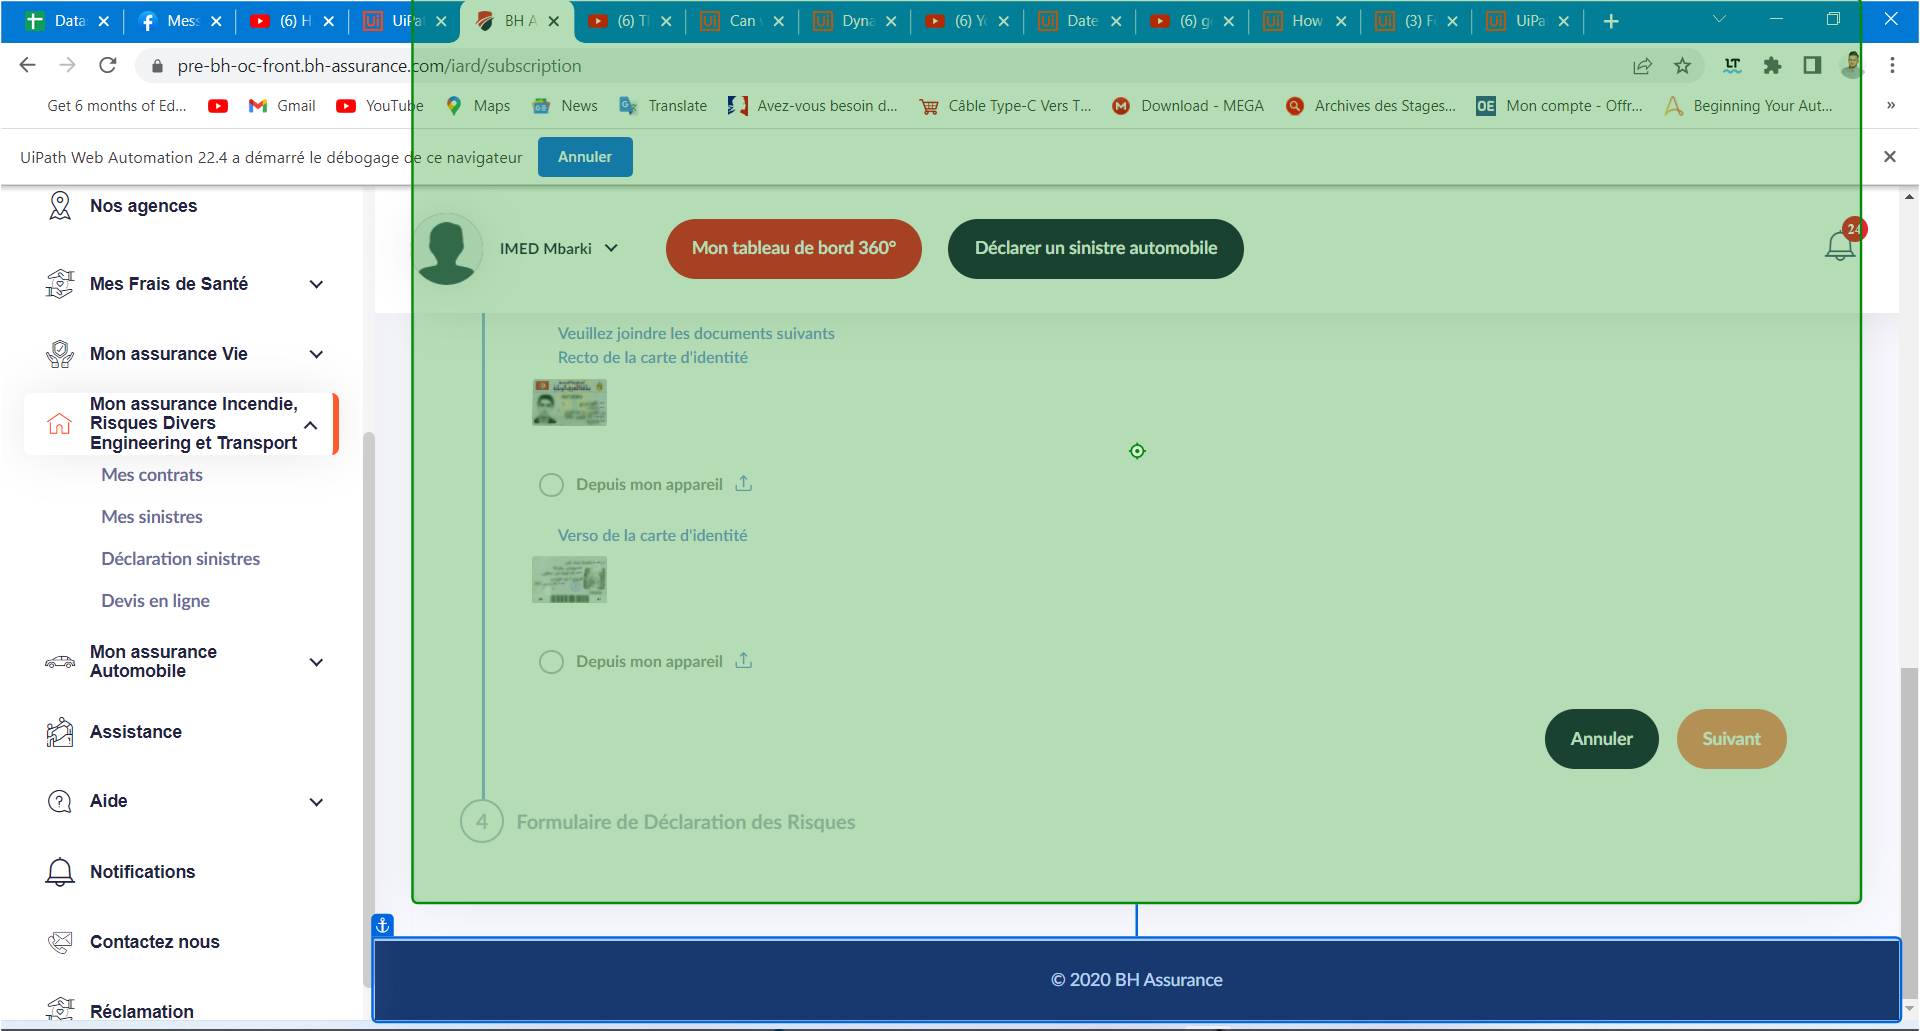 Data
Mess
(6) H
UiPat
BH A
(6) Tl
Can
Dyna
(6) Yo
Date
(6) g
How
(3) F
UiPa
pre-bh-oc-front.bh-assurance.com/iard/subscription
Get 6 months of Ed...
Gmail
YouTube
Maps
News
Translate
Avez-vous besoin d...
Câble Type-C Vers T...
Download - MEGA
Archives des Stages...
OE Mon compte - Offr...
Beginning Your Aut...
»
UiPath Web Automation 22.4 a démarré le débogage de ce navigateur
Annuler
Nos agences
Mes Frais de Santé
Mon assurance Vie
Mon assurance Incendie,
Risques Divers
Engineering et Transport
Mes contrats
Mes sinistres
Déclaration sinistres
Devis en ligne
Mon assurance
Automobile
Assistance
Aide
Notifications
Contactez nous
Réclamation
IMED Mbarki
Mon tableau de bord 360°
Déclarer un sinistre automobile
24
Veuillez joindre les documents suivants
Recto de la carte d'identité
Depuis mon appareil
Verso de la carte d'identité
Depuis mon appareil
Annuler
Suivant
4 Formulaire de Déclaration des Risques
© 2020 BH Assurance